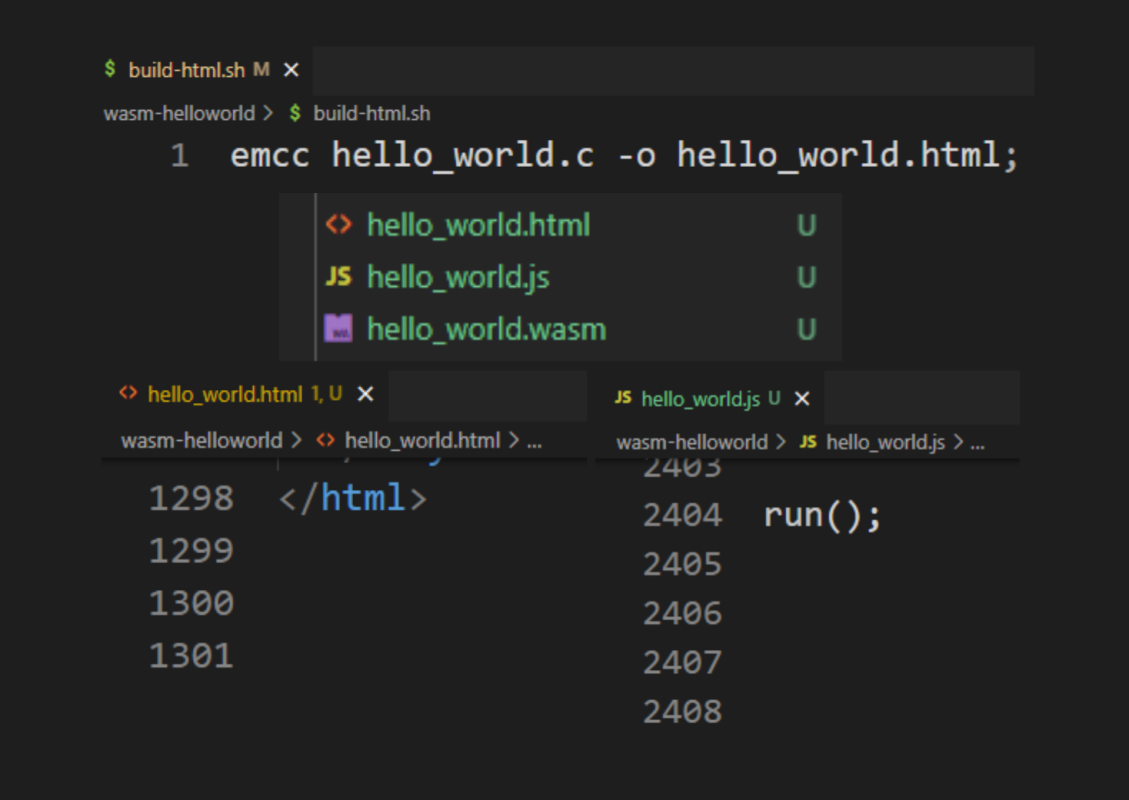 $ build-html.sh M ×
wasm-helloworld > $ build-html.sh
1 emcc hello_world.c -o hello_world.html;
<> hello_world.html U
JS hello_world.js U
WA hello_world.wasm U
<> hello_world.html 1, U ×
wasm-helloworld > <> hello_world.html > ...
1298 </html>
1299
1300
1301
JS hello_world.js U ×
wasm-helloworld > JS hello_world.js > ...
2403
2404 run();
2405
2406
2407
2408